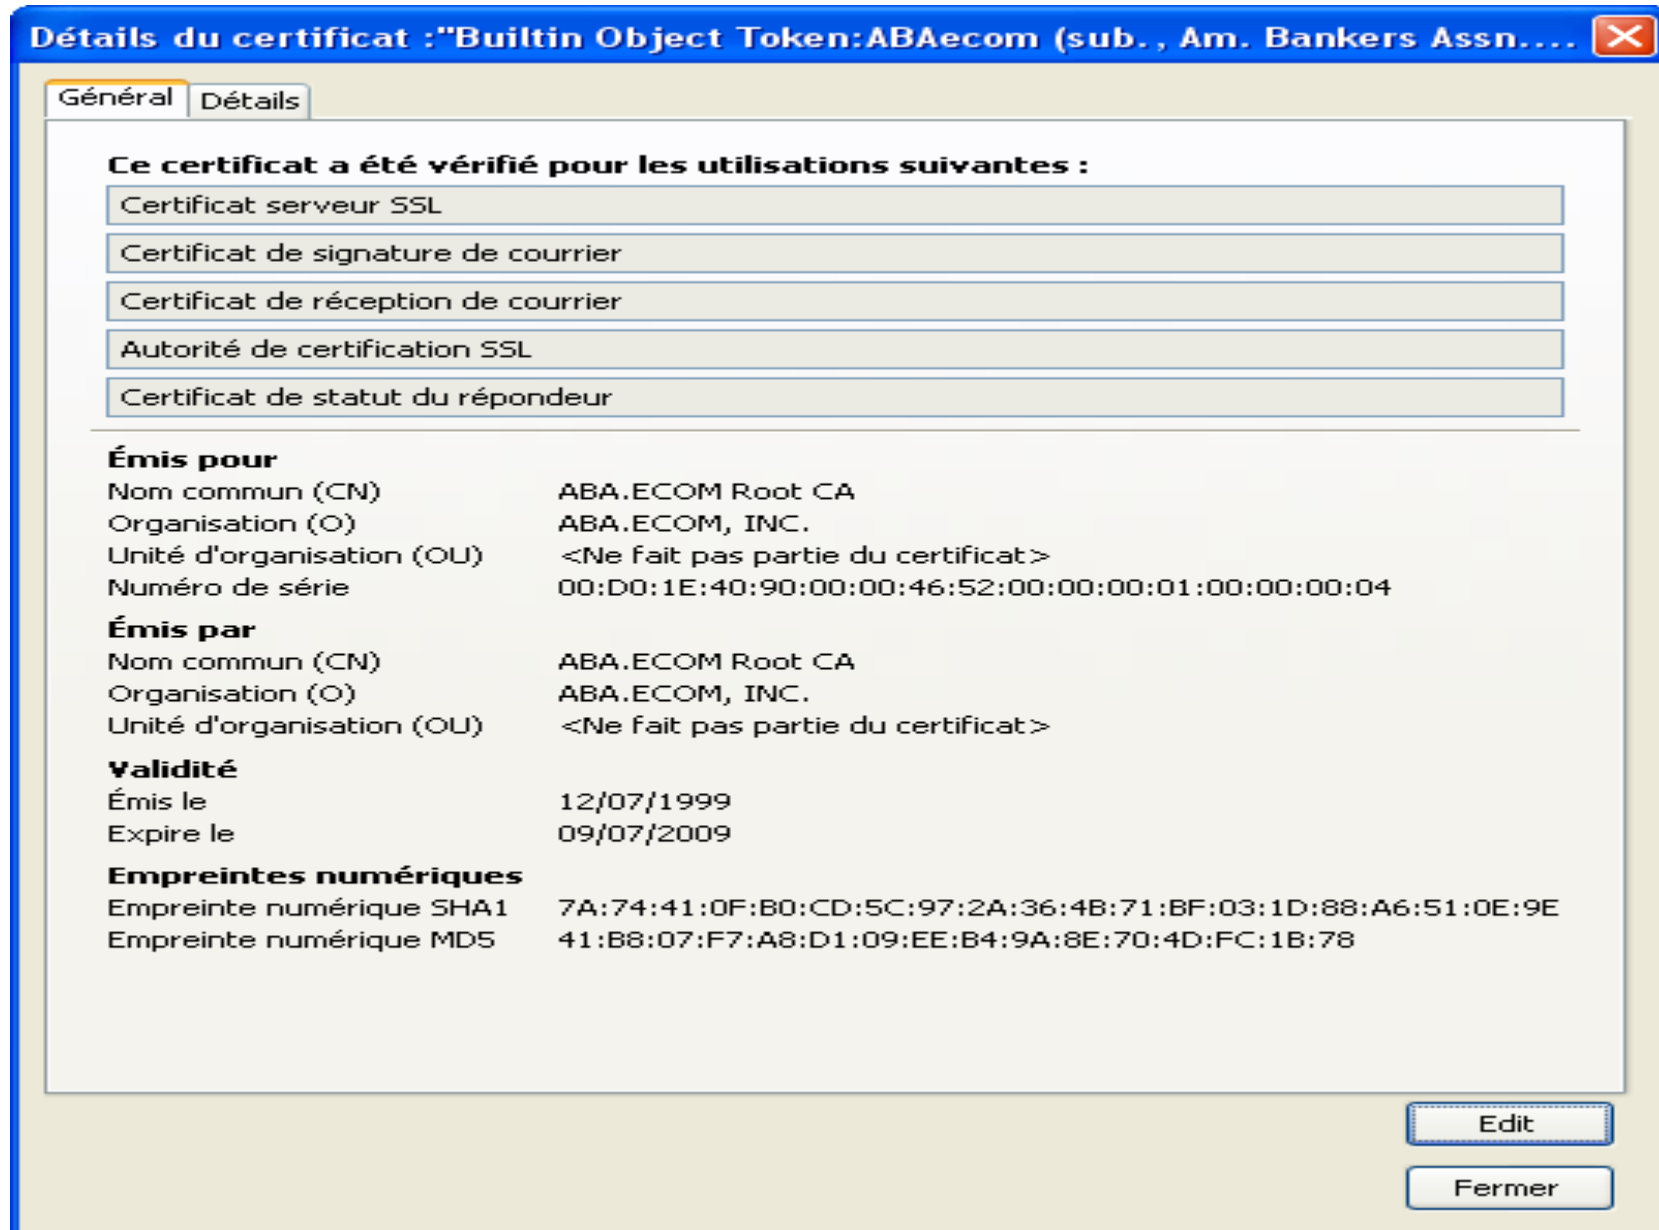 Détails du certificat :"Builtin Object Token:ABAecom (sub., Am. Bankers Assn....
Général Détails
Ce certificat a été vérifié pour les utilisations suivantes :
Certificat serveur SSL
Certificat de signature de courrier
Certificat de réception de courrier
Autorité de certification SSL
Certificat de statut du répondeur
Émis pour
Nom commun (CN) ABA.ECOM Root CA
Organisation (O) ABA.ECOM, INC.
Unité d'organisation (OU) <Ne fait pas partie du certificat>
Numéro de série 00:D0:1E:40:90:00:00:46:52:00:00:00:01:00:00:00:04
Émis par
Nom commun (CN) ABA.ECOM Root CA
Organisation (O) ABA.ECOM, INC.
Unité d'organisation (OU) <Ne fait pas partie du certificat>
Validité
Émis le 12/07/1999
Expire le 09/07/2009
Empreintes numériques
Empreinte numérique SHA1 7A:74:41:0F:B0:CD:5C:97:2A:36:4B:71:BF:03:1D:88:A6:51:0E:9E
Empreinte numérique MD5 41:B8:07:F7:A8:D1:09:EE:B4:9A:8E:70:4D:FC:1B:78
Edit
Fermer